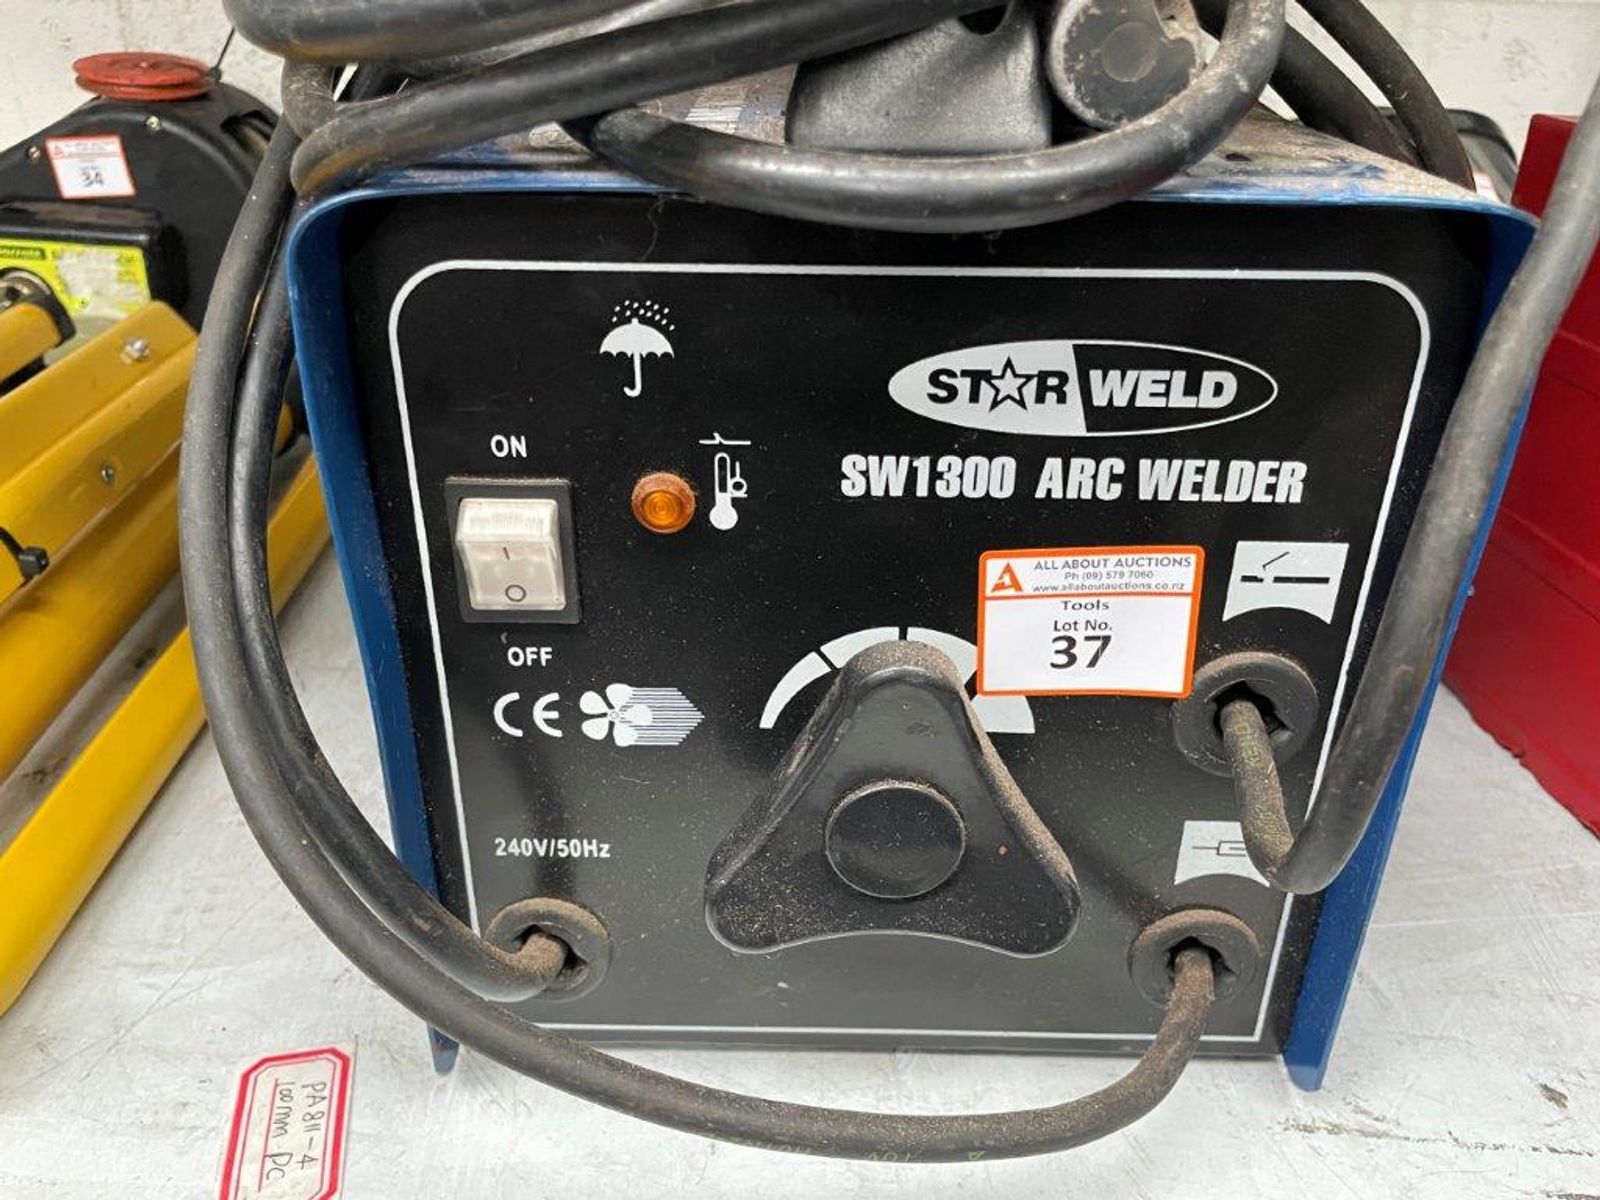 34
STAR WELD
SW1300 ARC WELDER
ON
I
O
OFF
CE
ALL ABOUT AUCTIONS
Ph (09) 579 7060
www.allaboutauctions.co.nz
Tools
Lot No.
37
240V/50Hz
PA811-4
100mm DC